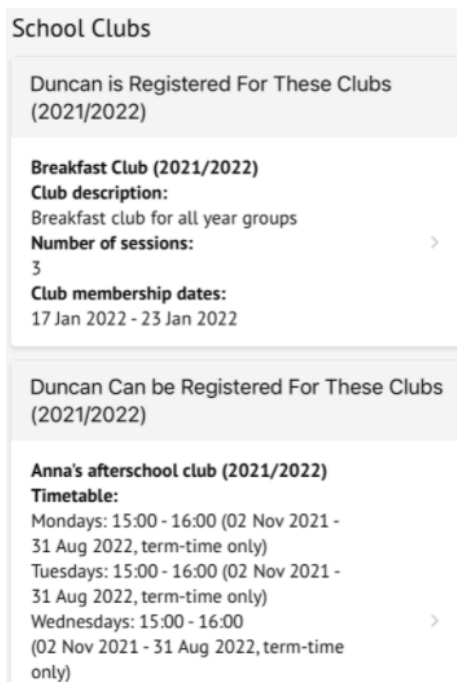 School Clubs
Duncan is Registered For These Clubs
(2021/2022)
Breakfast Club (2021/2022)
Club description:
Breakfast club for all year groups
Number of sessions:
3
Club membership dates:
17 Jan 2022 - 23 Jan 2022
Duncan Can be Registered For These Clubs
(2021/2022)
Anna's afterschool club (2021/2022)
Timetable:
Mondays: 15:00 - 16:00 (02 Nov 2021 -
31 Aug 2022, term-time only)
Tuesdays: 15:00 - 16:00 (02 Nov 2021 -
31 Aug 2022, term-time only)
Wednesdays: 15:00 - 16:00
(02 Nov 2021 - 31 Aug 2022, term-time
only)